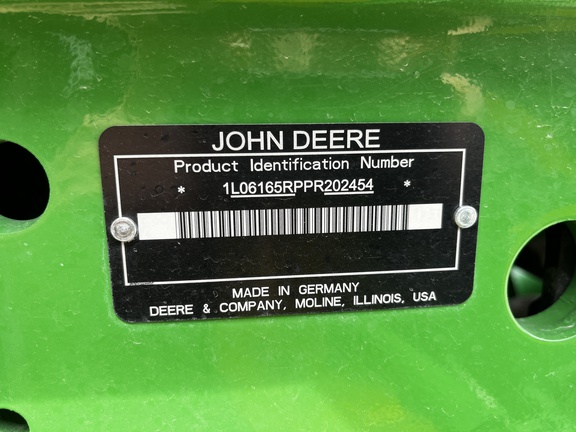 JOHN DEERE
Product Identification Number
* 1L06165RPPR202454 *
MADE IN GERMANY
DEERE & COMPANY, MOLINE, ILLINOIS, USA